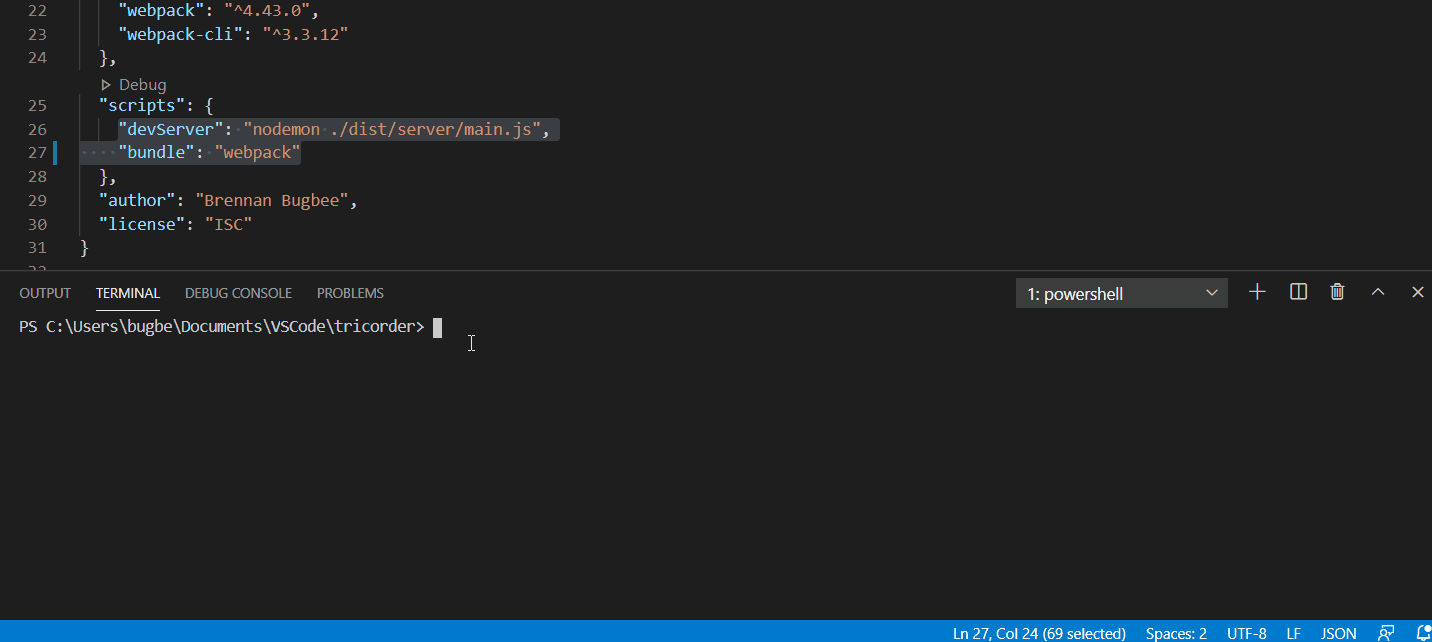 22 "webpack": "^4.43.0",
23 "webpack-cli": "^3.3.12"
24 },
Debug
25 "scripts": {
26 "devServer": "nodemon ./dist/server/main.js",
27 "bundle": "webpack"
28 },
29 "author": "Brennan Bugbee",
30 "license": "ISC"
31 }
32
OUTPUT TERMINAL DEBUG CONSOLE PROBLEMS 1: powershell
PS C:\Users\bugbe\Documents\VSCode\tricorder>
Ln 27, Col 24 (69 selected) Spaces: 2 UTF-8 LF JSON